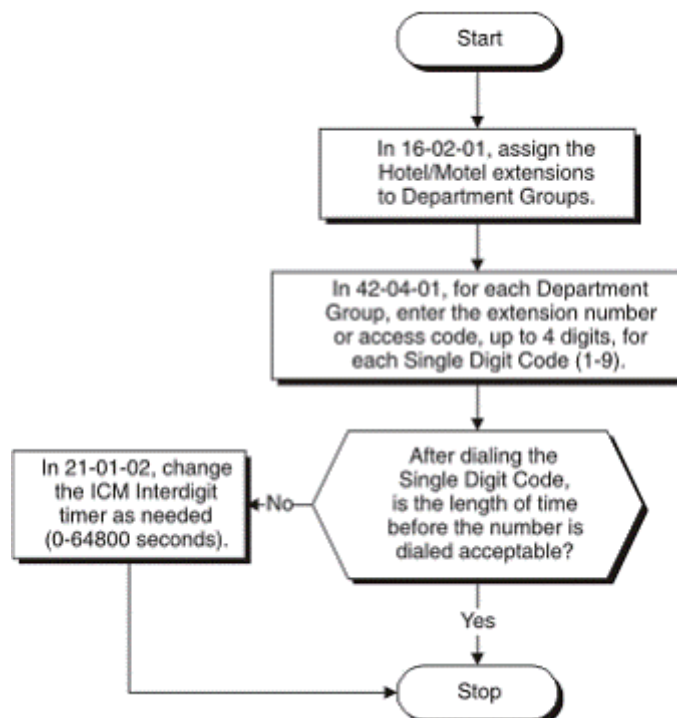 Start
In 16-02-01, assign the
Hotel/Motel extensions
to Department Groups.
In 42-04-01, for each Department
Group, enter the extension number
or access code, up to 4 digits, for
each Single Digit Code (1-9).
After dialing the
Single Digit Code,
is the length of time
before the number is
dialed acceptable?
No
In 21-01-02, change
the ICM Interdigit
timer as needed
(0-64800 seconds).
Yes
Stop